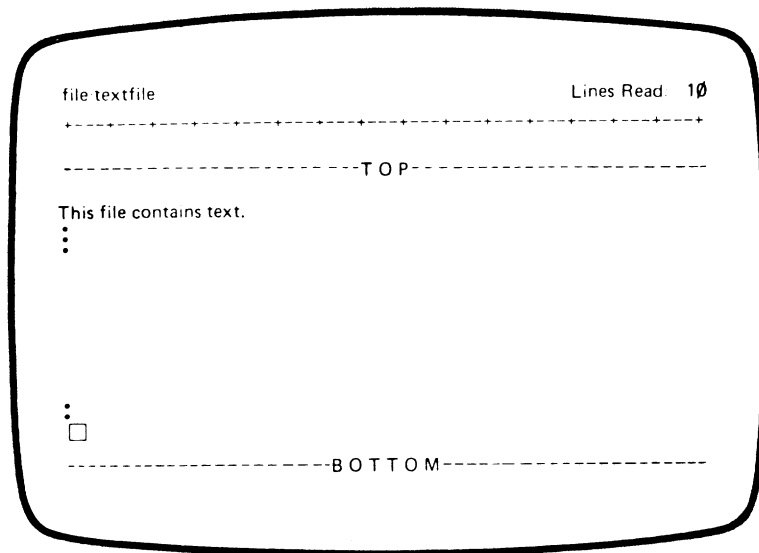 file:textfile Lines Read: 1Ø
+---+---+---+---+---+---+---+---+---+---+---+---+---+---+---+
----------------------TOP----------------------
This file contains text.
--------------------BOTTOM--------------------